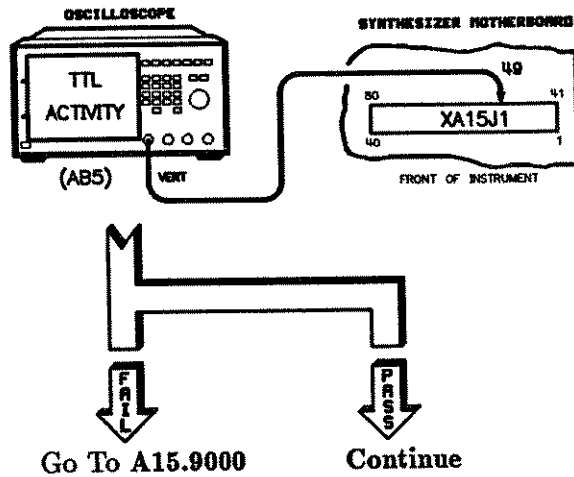 OSCILLOSCOPE
SYNTHESIZER MOTHERBOARD
TTL
ACTIVITY
49
80
41
XA15J1
40
1
(AB5)
VERT
FRONT OF INSTRUMENT
FAIL
PASS
Go To A15.9000
Continue